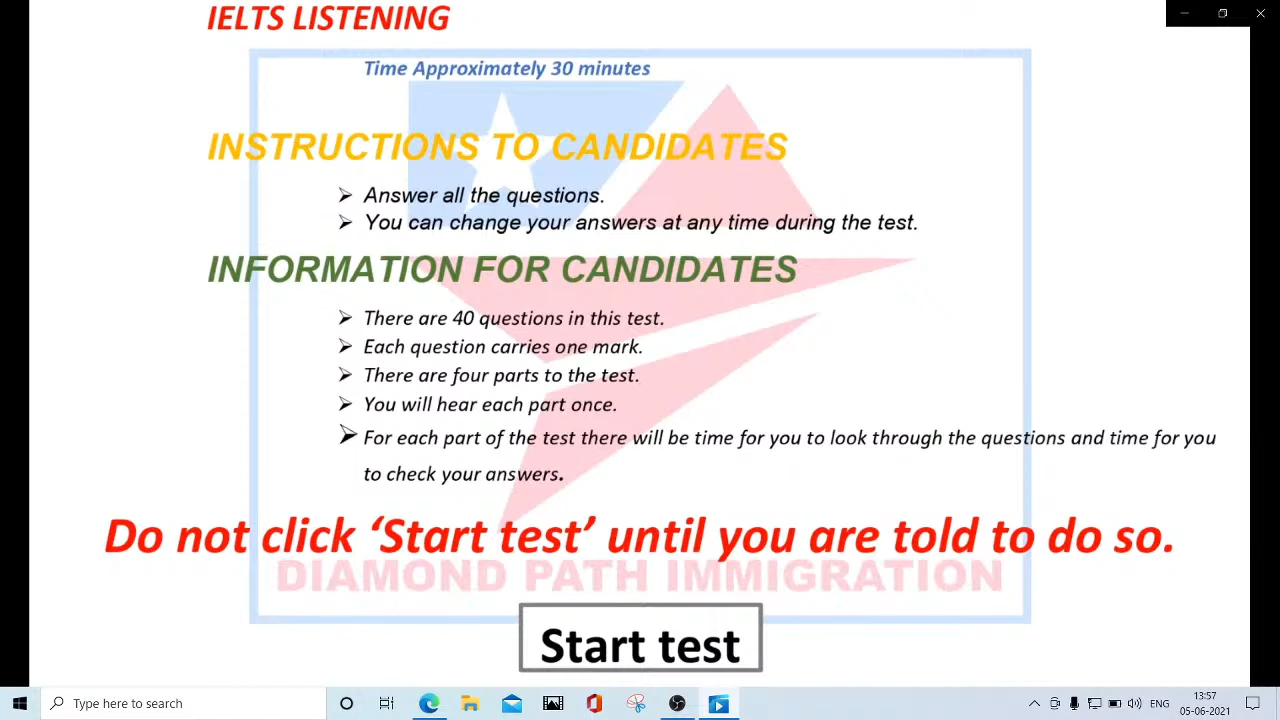 IELTS LISTENING
Time Approximately 30 minutes
INSTRUCTIONS TO CANDIDATES
Answer all the questions.
You can change your answers at any time during the test.
INFORMATION FOR CANDIDATES
There are 40 questions in this test.
Each question carries one mark.
There are four parts to the test.
You will hear each part once.
For each part of the test there will be time for you to look through the questions and time for you
to check your answers.
Do not click ‘Start test’ until you are told to do so.
DIAMOND PATH IMMIGRATION
Start test
Type here to search
ENG
13:57
05-06-2021